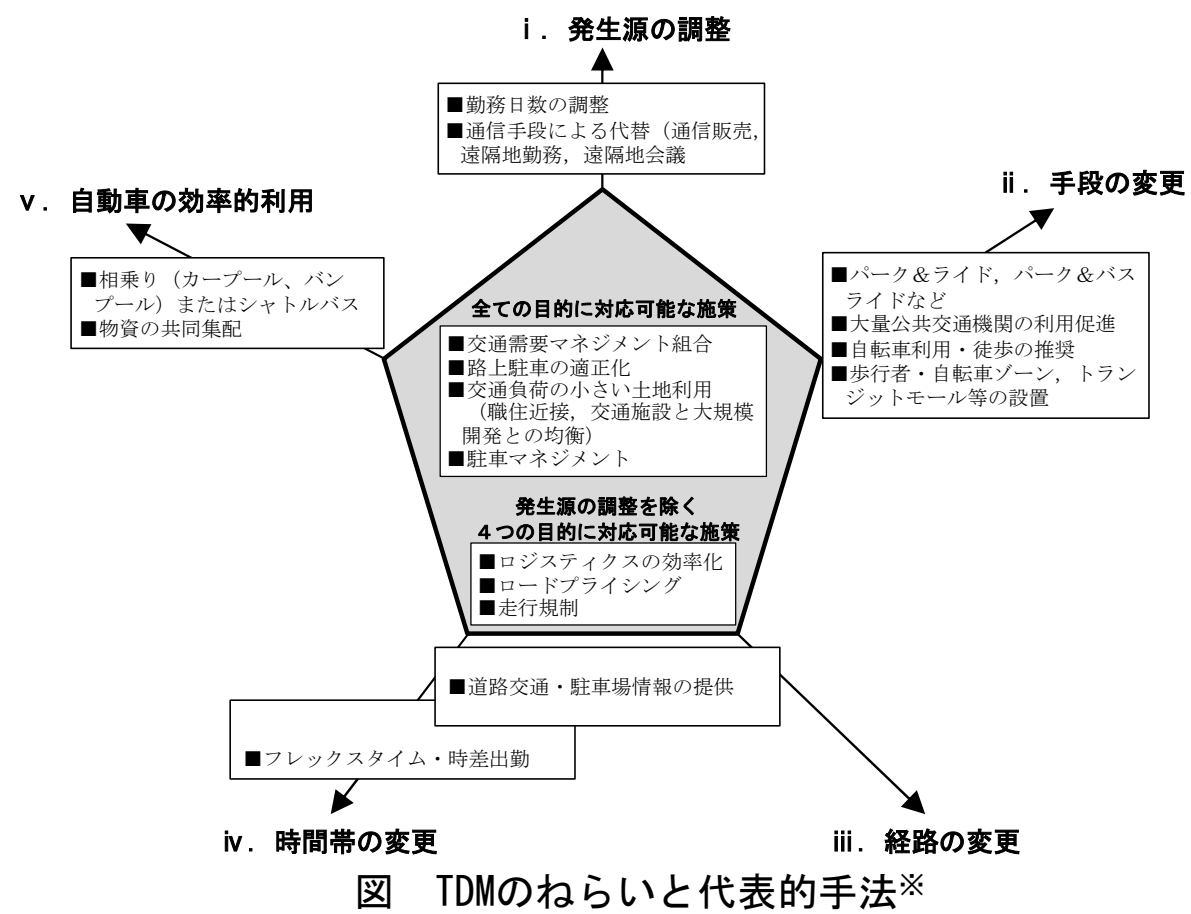 ⅰ. 発生源の調整
■勤務日数の調整
■通信手段による代替（通信販売，
遠隔地勤務，遠隔地会議
ⅱ. 手段の変更
■パーク＆ライド，パーク＆バス
ライドなど
■大量公共交通機関の利用促進
■自転車利用・徒歩の推奨
■歩行者・自転車ゾーン，トラン
ジットモール等の設置
ⅴ. 自動車の効率的利用
■相乗り（カープール、バン
プール）またはシャトルバス
■物資の共同集配
全ての目的に対応可能な施策
■交通需要マネジメント組合
■路上駐車の適正化
■交通負荷の小さい土地利用
（職住近接，交通施設と大規模
開発との均衡）
■駐車マネジメント
発生源の調整を除く
４つの目的に対応可能な施策
■ロジスティクスの効率化
■ロードプライシング
■走行規制
■道路交通・駐車場情報の提供
■フレックスタイム・時差出勤
ⅳ. 時間帯の変更
ⅲ. 経路の変更
図　TDMのねらいと代表的手法※